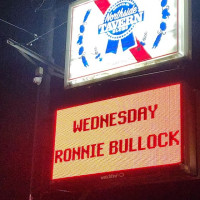 Northside
TAVERN
WEDNESDAY
RONNIE BULLOCK